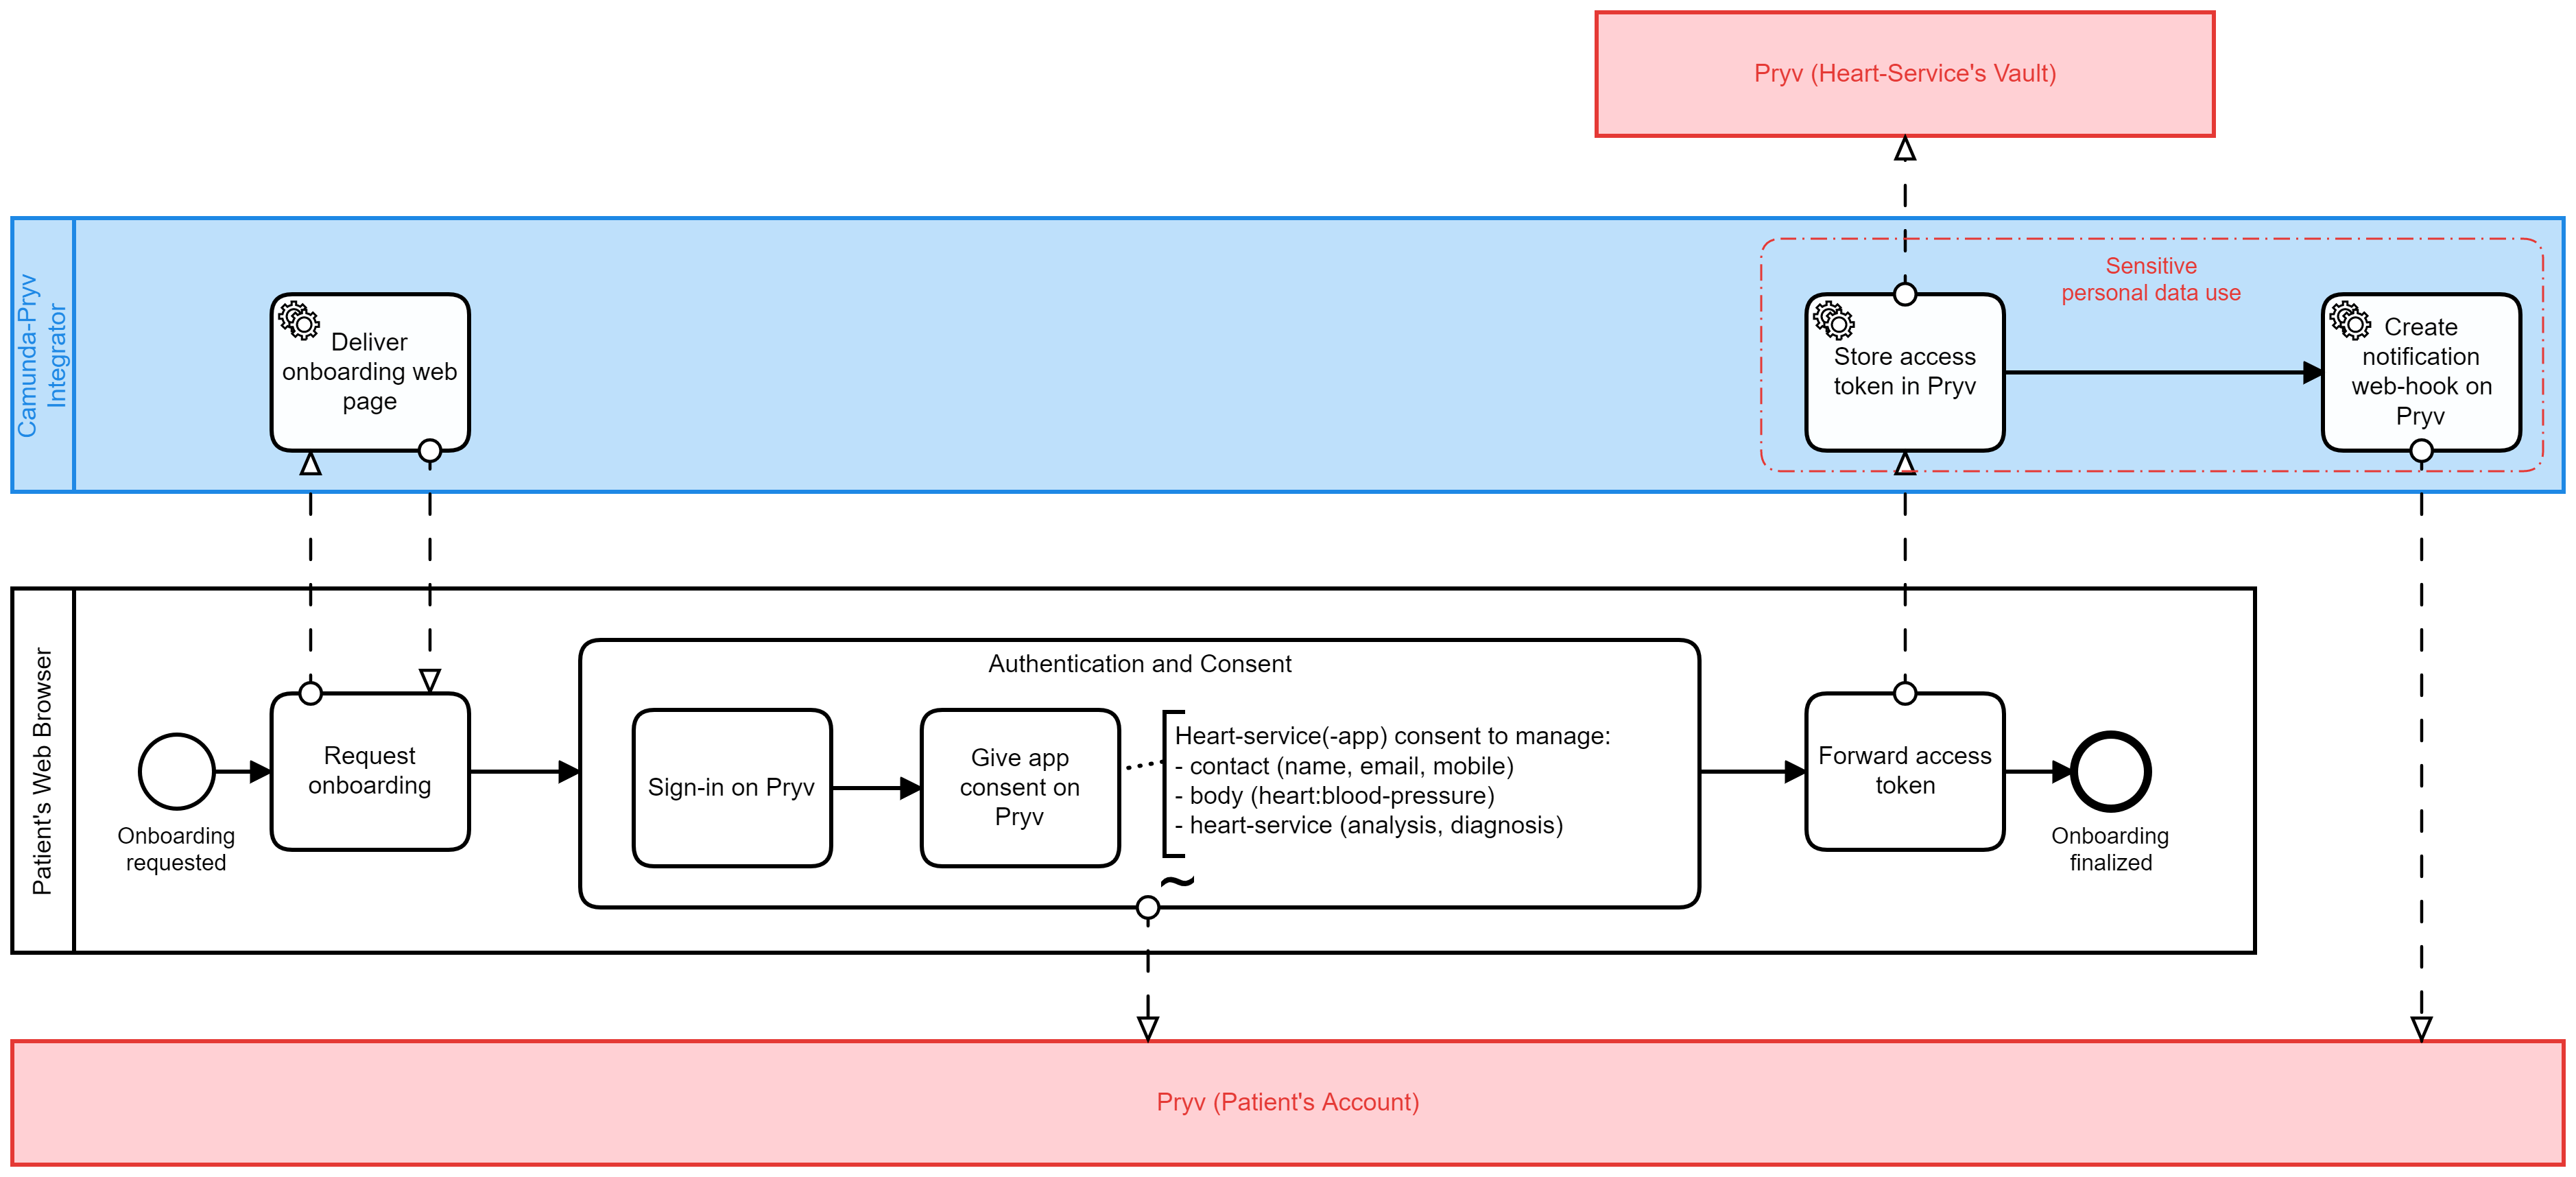 Pryv (Heart-Service's Vault)
Camunda-Pryv
Integrator
Deliver
onboarding web
page
Sensitive
personal data use
Store access
token in Pryv
Create
notification
web-hook on
Pryv
Patient's Web Browser
Onboarding
requested
Request
onboarding
Authentication and Consent
Sign-in on Pryv
Give app
consent on
Pryv
Heart-service(-app) consent to manage:
- contact (name, email, mobile)
- body (heart:blood-pressure)
- heart-service (analysis, diagnosis)
~
Forward access
token
Onboarding
finalized
Pryv (Patient's Account)